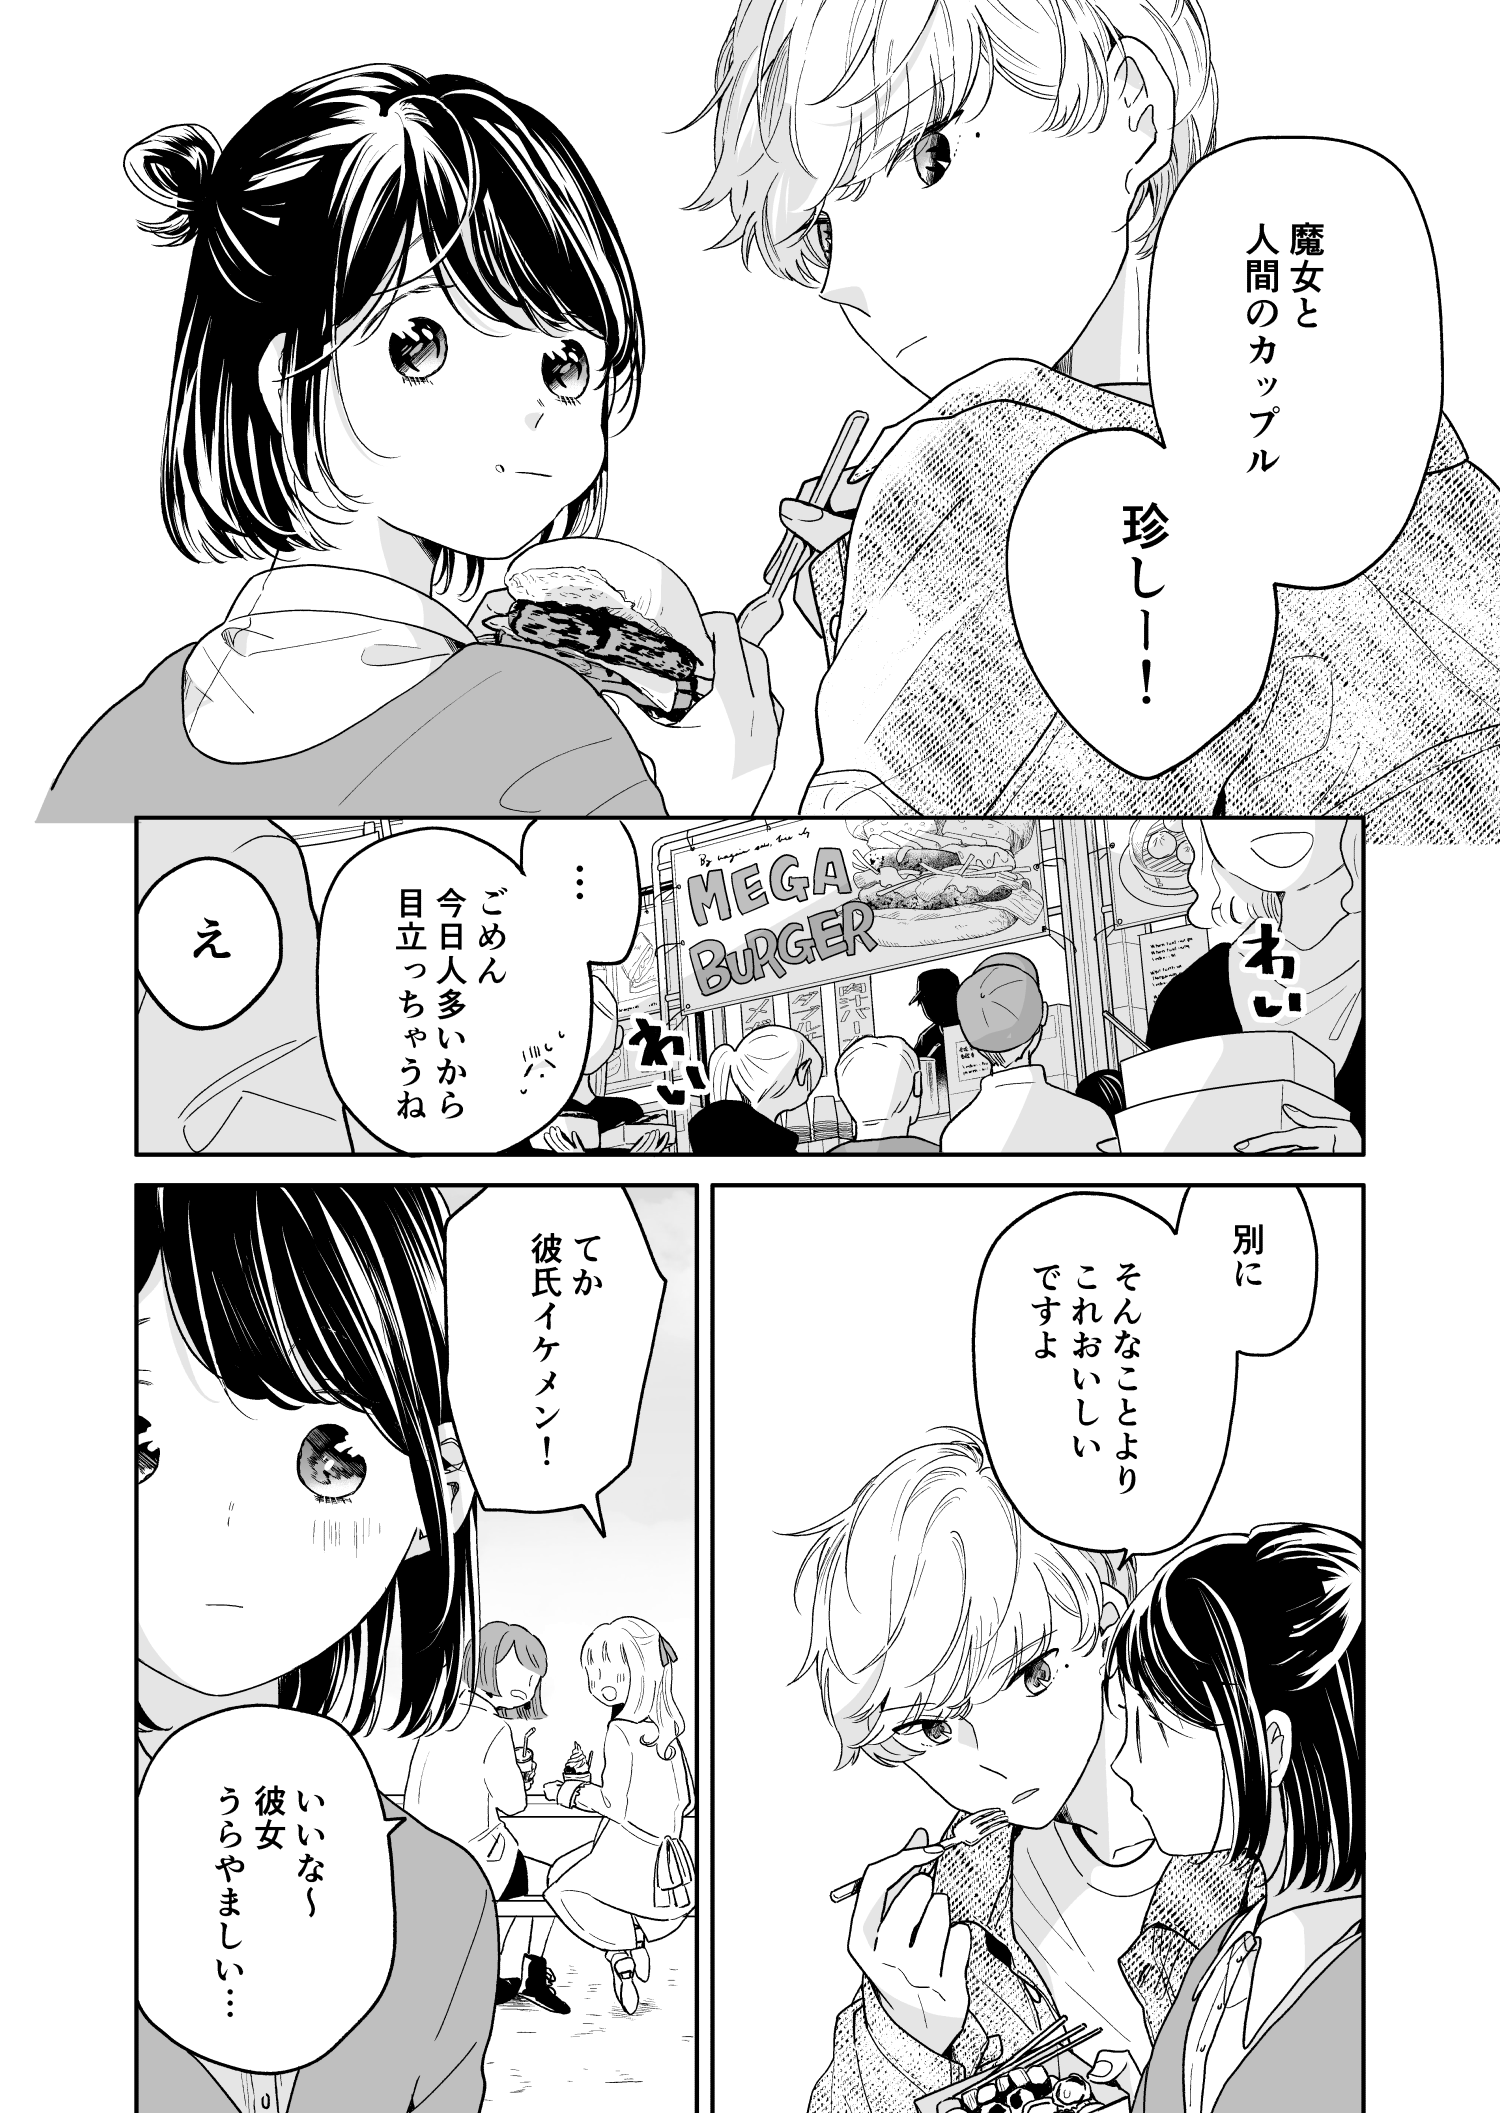 魔女と
人間のカップル
珍しー！
わい
わい
MEGA
BURGER
…
ごめん
今日人多いから
目立っちゃうね
え
別に
そんなことより
これおいしい
ですよ
てか
彼氏イケメン！
いいな～
彼女
うらやましい…